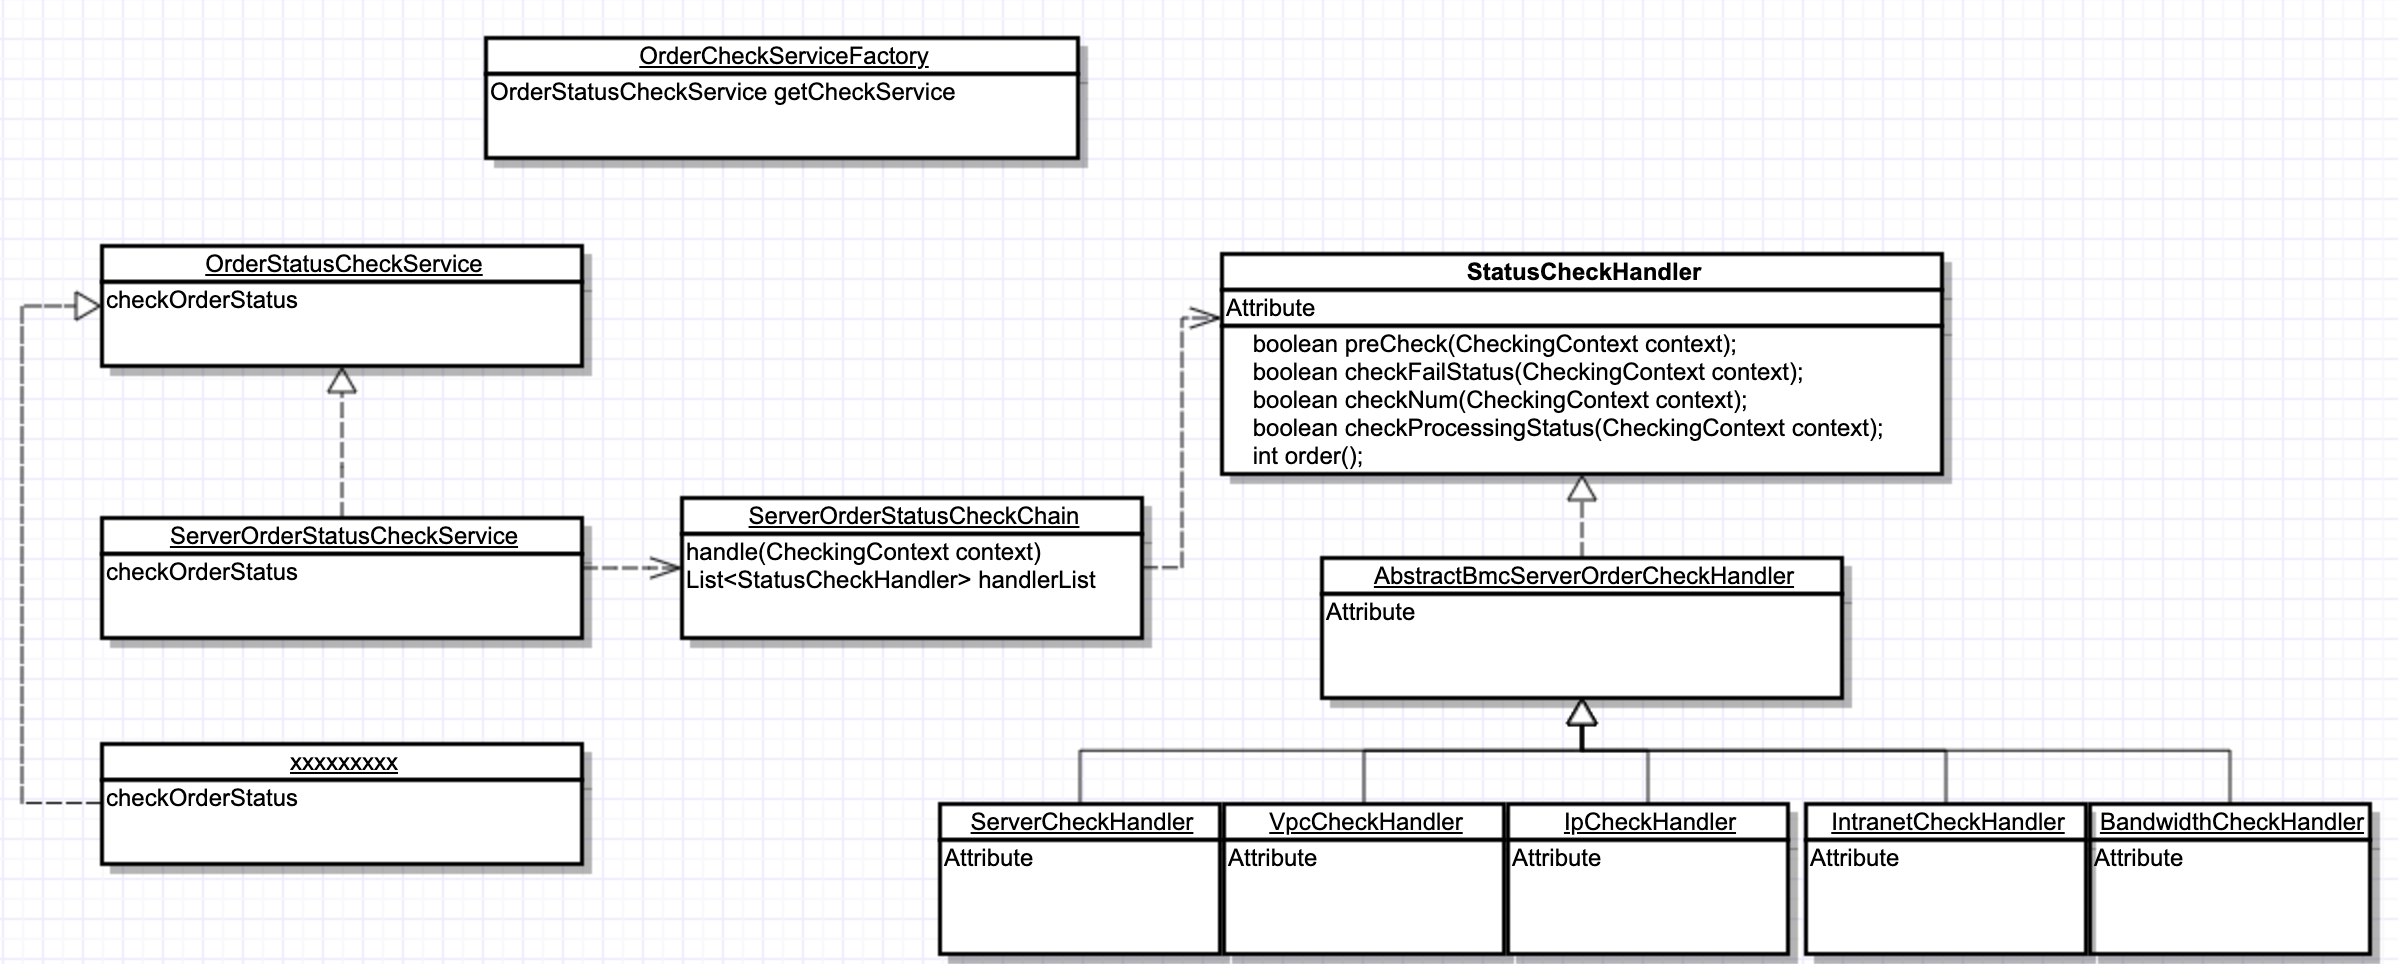 OrderCheckServiceFactory
OrderStatusCheckService getCheckService
OrderStatusCheckService
checkOrderStatus
StatusCheckHandler
Attribute
boolean preCheck(CheckingContext context);
boolean checkFailStatus(CheckingContext context);
boolean checkNum(CheckingContext context);
boolean checkProcessingStatus(CheckingContext context);
int order();
ServerOrderStatusCheckService
checkOrderStatus
ServerOrderStatusCheckChain
handle(CheckingContext context)
List<StatusCheckHandler> handlerList
AbstractBmcServerOrderCheckHandler
Attribute
xxxxxxxxx
checkOrderStatus
ServerCheckHandler
Attribute
VpcCheckHandler
Attribute
IpCheckHandler
Attribute
IntranetCheckHandler
Attribute
BandwidthCheckHandler
Attribute